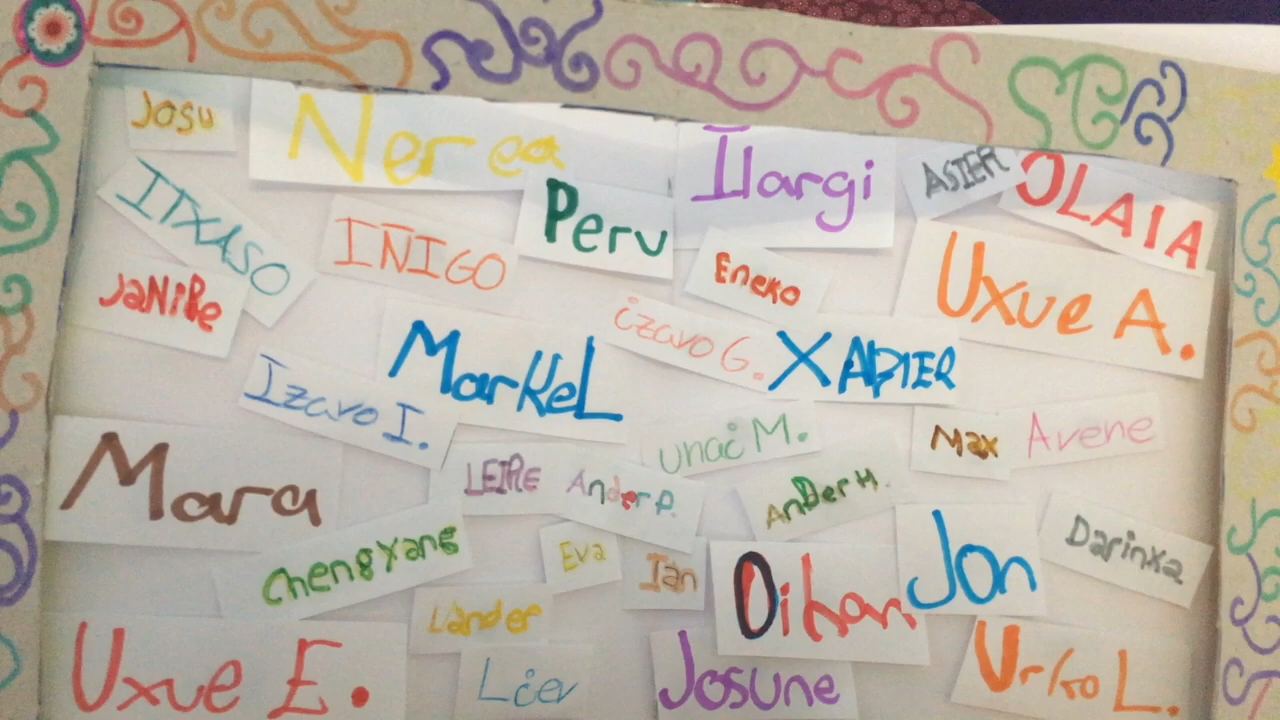 Josu
Nerea
Ilargi
ASIER
OLAIA
ITXASO
IÑIGO
Peru
Eneko
Uxue A.
JaNiRe
MarKeL
izaro G.
XABIER
Izaro I.
Mara
LEIRE
Ander P.
unai M.
AnDer M.
Max
Avene
Chengyang
Eva
Ian
Oihan
Jon
Darinka
Lander
Uxue E.
Lier
Josune
Urko L.